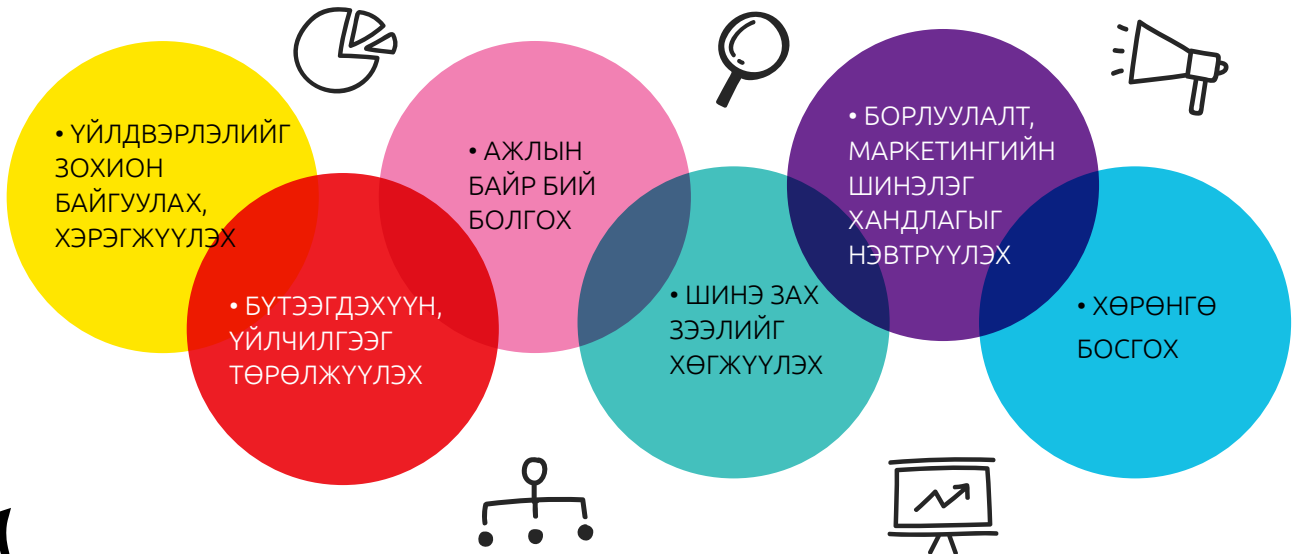 • ҮЙЛДВЭРЛЭЛИЙГ
ЗОХИОН
БАЙГУУЛАХ,
ХЭРЭГЖҮҮЛЭХ
• БҮТЭЭГДЭХҮҮН,
ҮЙЛЧИЛГЭЭГ
ТӨРӨЛЖҮҮЛЭХ
• АЖЛЫН
БАЙР БИЙ
БОЛГОХ
• ШИНЭ ЗАХ
ЗЭЭЛИЙГ
ХӨГЖҮҮЛЭХ
• БОРЛУУЛАЛТ,
МАРКЕТИНГИЙН
ШИНЭЛЭГ
ХАНДЛАГЫГ
НЭВТРҮҮЛЭХ
• ХӨРӨНГӨ
БОСГОХ